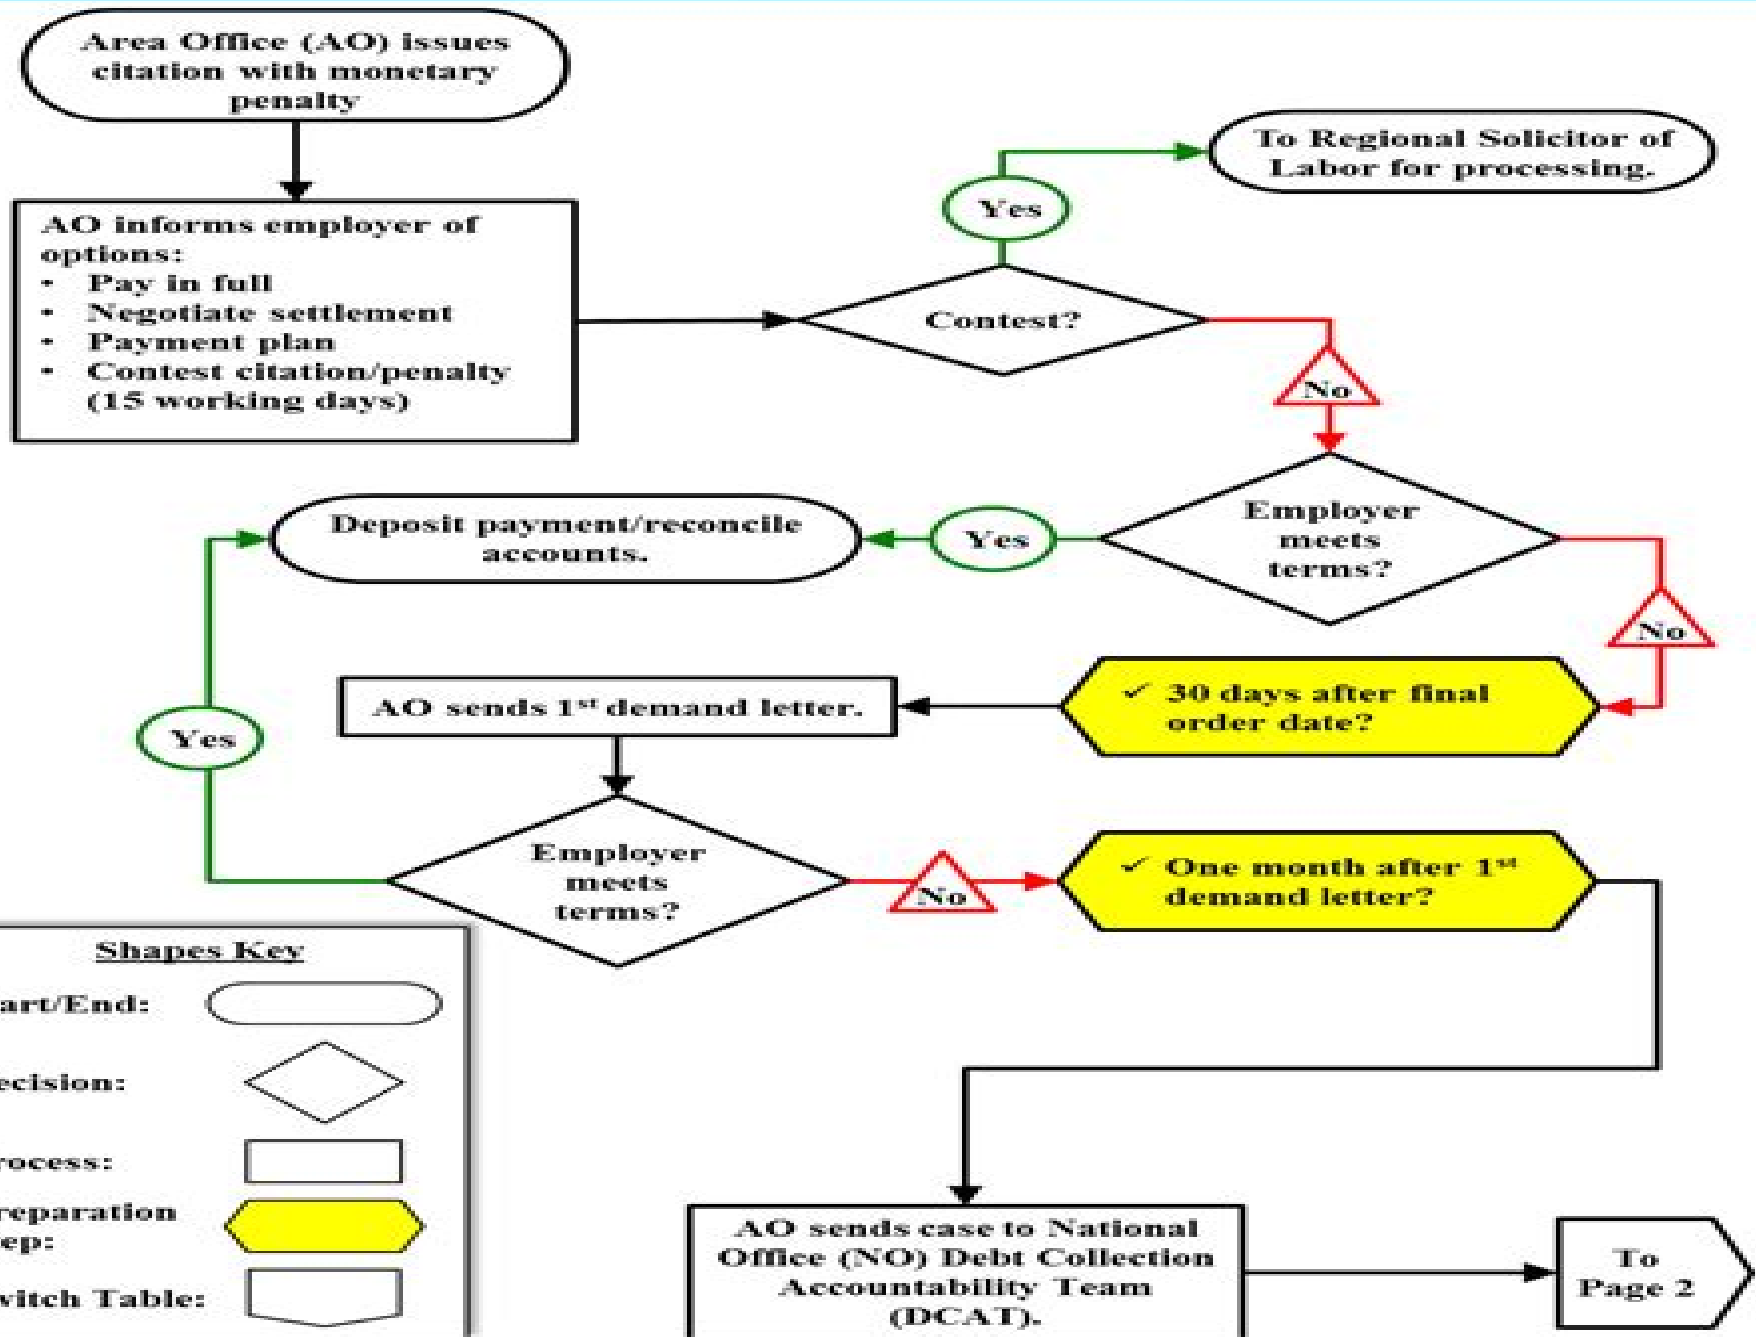 Area Office (AO) issues
citation with monetary
penalty
To Regional Solicitor of
Labor for processing.
Yes
AO informs employer of
options:
• Pay in full
• Negotiate settlement
• Payment plan
• Contest citation/penalty
(15 working days)
Contest?
No
Deposit payment/reconcile
accounts.
Yes
Employer
meets
terms?
No
AO sends 1st demand letter.
✓ 30 days after final
order date?
Yes
Employer
meets
terms?
No
✓ One month after 1st
demand letter?
Shapes Key
art/End:
ecision:
rocess:
reparation
ep:
witch Table:
AO sends case to National
Office (NO) Debt Collection
Accountability Team
(DCAT).
To
Page 2